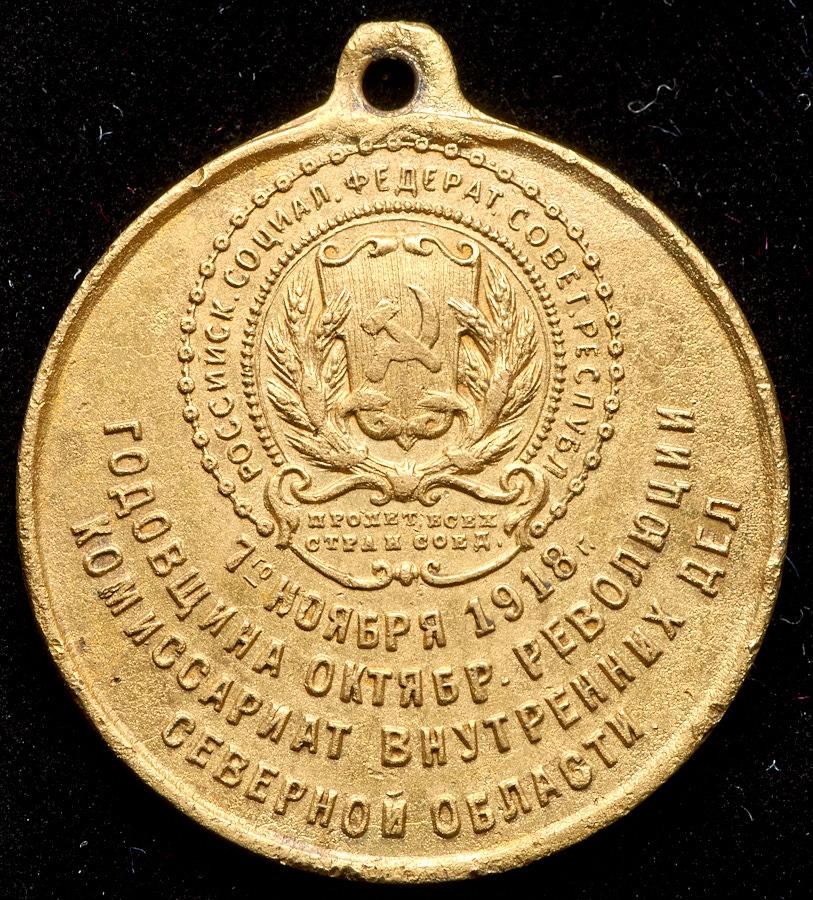 РОССИЙСК. СОЦИАЛ. ФЕДЕРАТ. СОВЕТ. РЕСПУБЛ.
ПРОЛЕТ, ВСЕХ
СТРАН СОЕД.
7го НОЯБРЯ 1918 г.
ГОДОВЩИНА ОКТЯБР. РЕВОЛЮЦИИ
КОМИССАРИАТ ВНУТРЕННИХ ДЕЛ
СЕВЕРНОЙ ОБЛАСТИ.